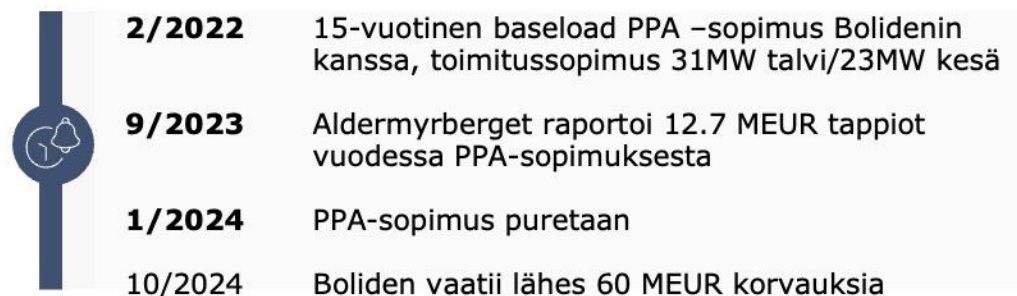 2/2022 15-vuotinen baseload PPA –sopimus Bolidenin
kanssa, toimitussopimus 31MW talvi/23MW kesä
9/2023 Aldermyrberget raportoi 12.7 MEUR tappiot
vuodessa PPA-sopimuksesta
1/2024 PPA-sopimus puretaan
10/2024 Boliden vaatii lähes 60 MEUR korvauksia